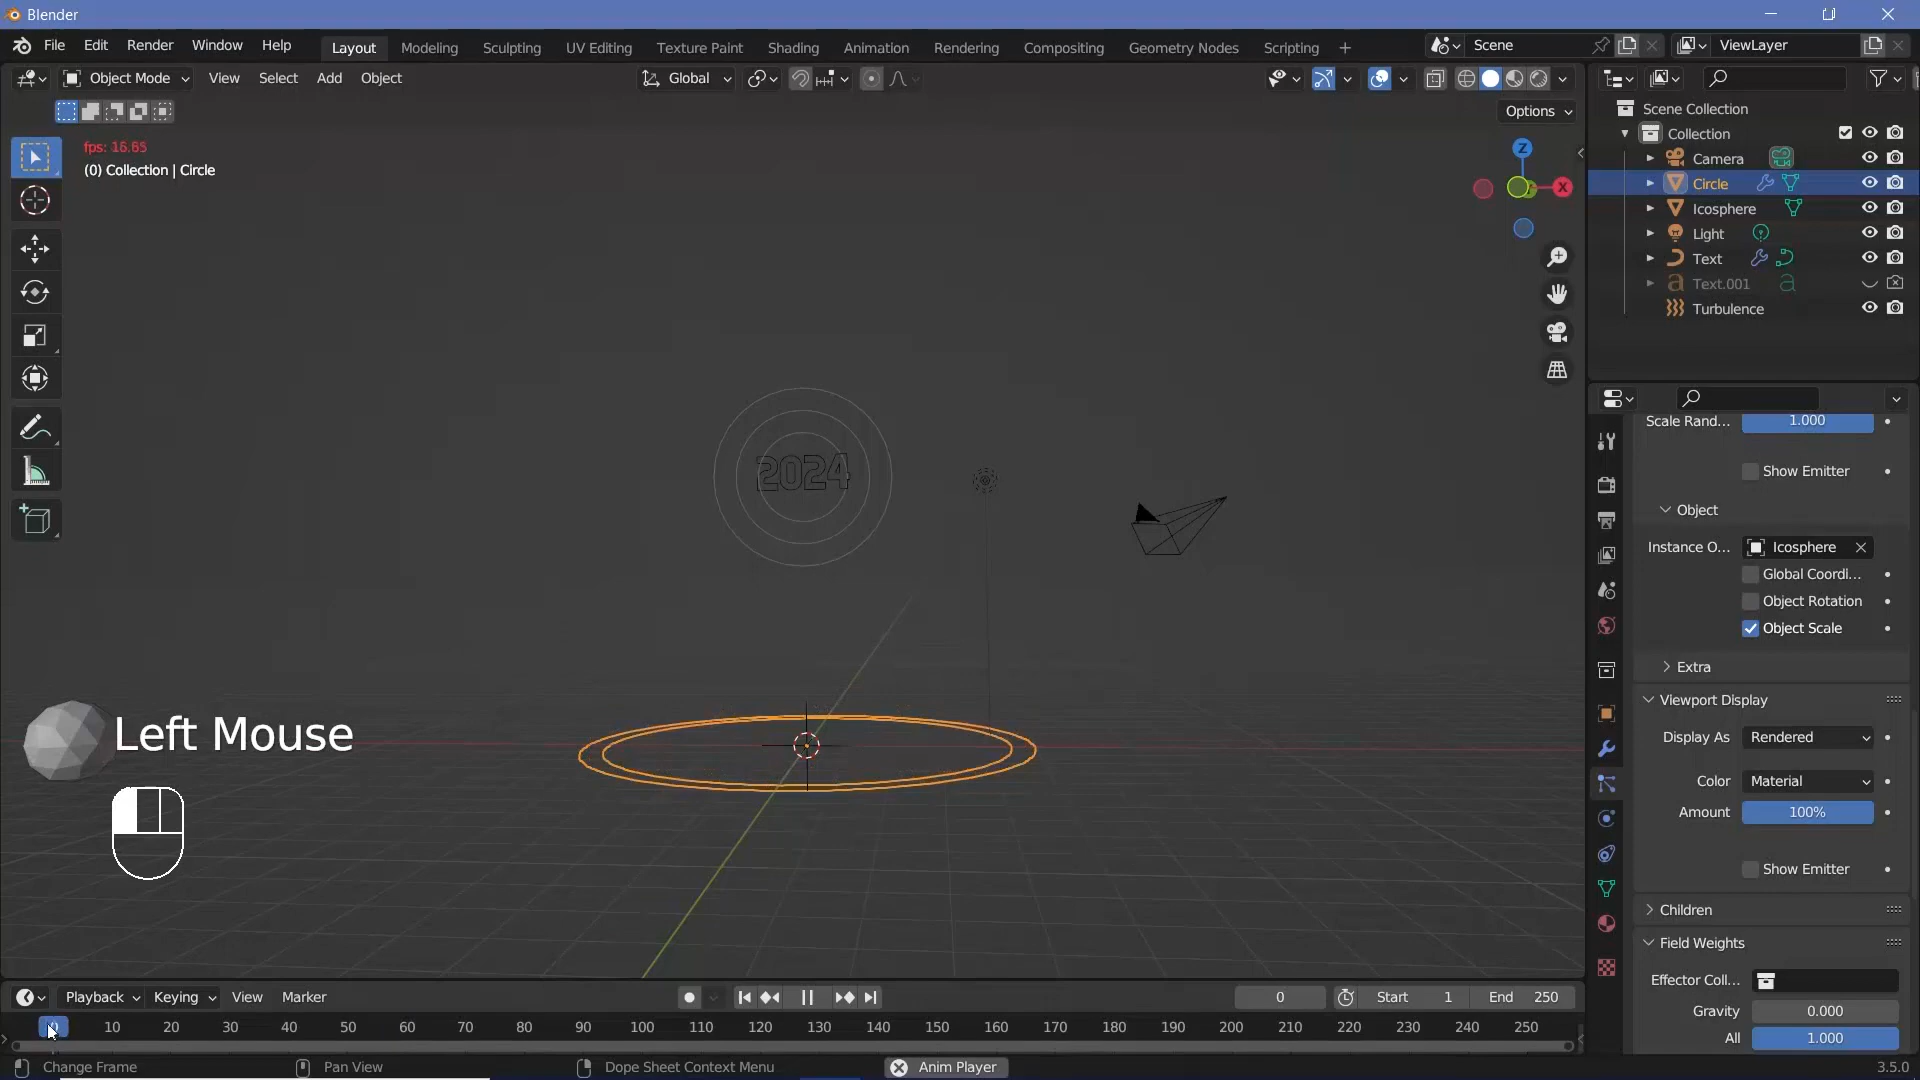 Blender
File Edit Render Window Help Layout Modeling Sculpting UV Editing Texture Paint Shading Animation Rendering Compositing Geometry Nodes Scripting + Scene ViewLayer
Object Mode View Select Add Object Global
Options
fps: 16.65
(0) Collection | Circle
Z
X
2024
Left Mouse
Scene Collection
Collection
Camera
Circle
Icosphere
Light
Text
Text.001
Turbulence
Scale Rand... 1.000
Show Emitter
Object
Instance O... Icosphere
Global Coordi...
Object Rotation
Object Scale
Extra
Viewport Display
Display As Rendered
Color Material
Amount 100%
Show Emitter
Children
Field Weights
Effector Coll...
Gravity 0.000
All 1.000
Playback Keying View Marker 0 Start 1 End 250
0 10 20 30 40 50 60 70 80 90 100 110 120 130 140 150 160 170 180 190 200 210 220 230 240 250
Change Frame Pan View Dope Sheet Context Menu Anim Player 3.5.0